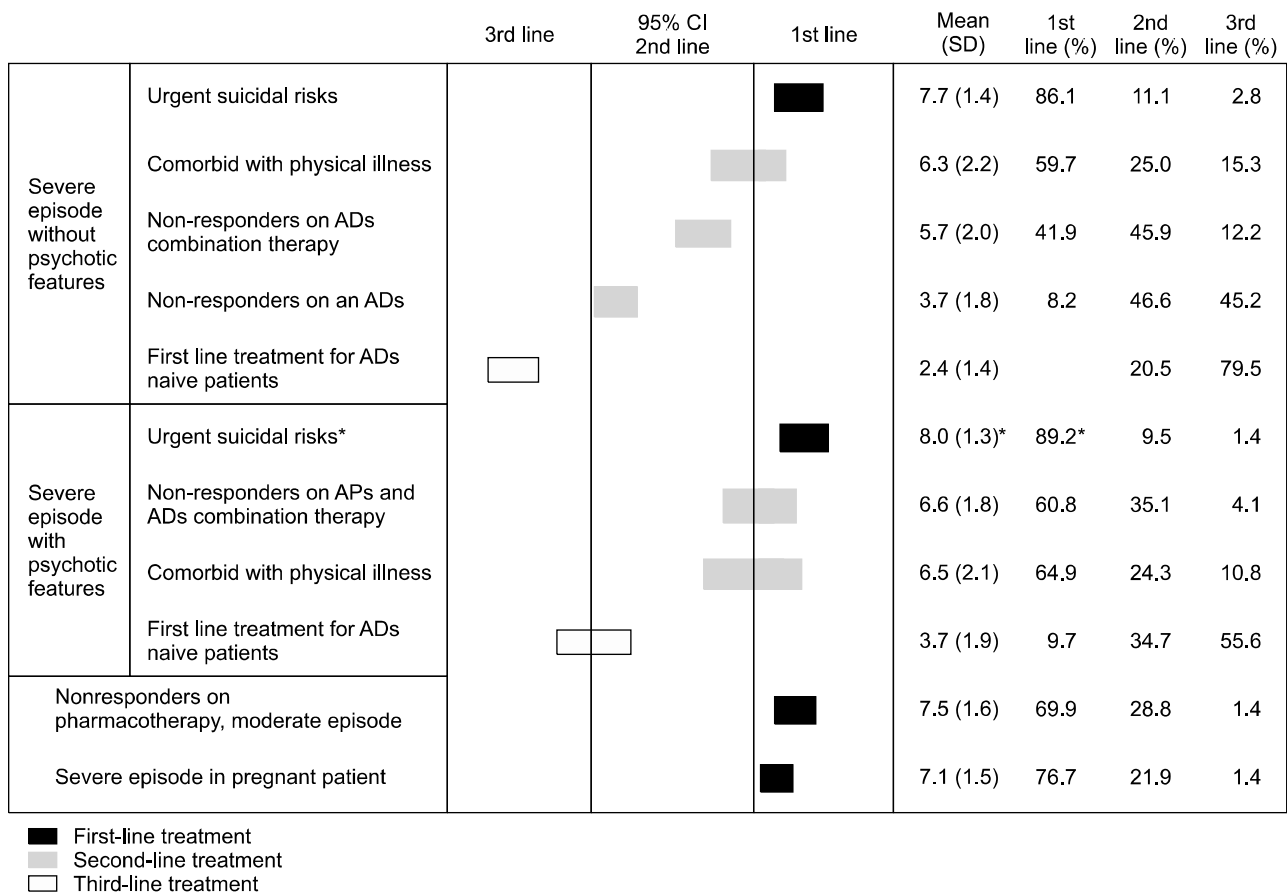 3rd line 95% CI 2nd line 1st line Mean (SD) 1st line (%) 2nd line (%) 3rd line (%)
Severe episode without psychotic features
Urgent suicidal risks 7.7 (1.4) 86.1 11.1 2.8
Comorbid with physical illness 6.3 (2.2) 59.7 25.0 15.3
Non-responders on ADs combination therapy 5.7 (2.0) 41.9 45.9 12.2
Non-responders on an ADs 3.7 (1.8) 8.2 46.6 45.2
First line treatment for ADs naive patients 2.4 (1.4) 20.5 79.5
Severe episode with psychotic features
Urgent suicidal risks* 8.0 (1.3)* 89.2* 9.5 1.4
Non-responders on APs and ADs combination therapy 6.6 (1.8) 60.8 35.1 4.1
Comorbid with physical illness 6.5 (2.1) 64.9 24.3 10.8
First line treatment for ADs naive patients 3.7 (1.9) 9.7 34.7 55.6
Nonresponders on pharmacotherapy, moderate episode 7.5 (1.6) 69.9 28.8 1.4
Severe episode in pregnant patient 7.1 (1.5) 76.7 21.9 1.4
First-line treatment
Second-line treatment
Third-line treatment